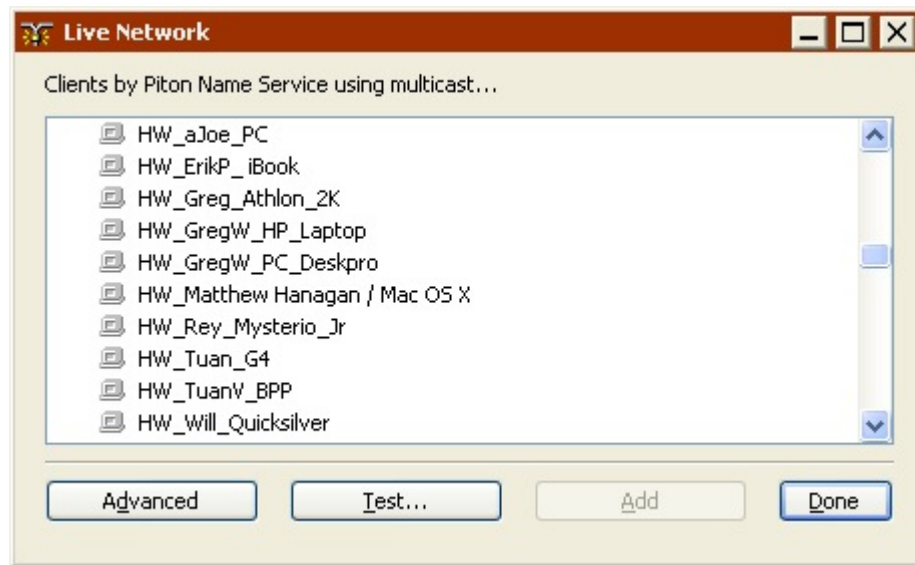 Live Network
Clients by Piton Name Service using multicast...
HW_aJoe_PC
HW_ErikP_ iBook
HW_Greg_Athlon_2K
HW_GregW_HP_Laptop
HW_GregW_PC_Deskpro
HW_Matthew Hanagan / Mac OS X
HW_Rey_Mysterio_Jr
HW_Tuan_G4
HW_TuanV_BPP
HW_Will_Quicksilver
Advanced Test... Add Done